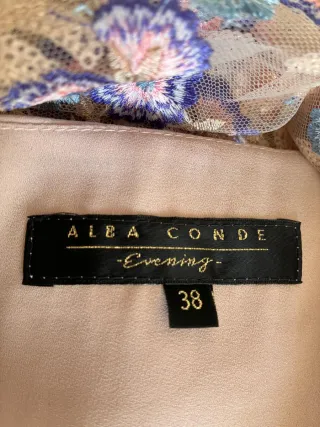 ALBA CONDE
-Evening-
38